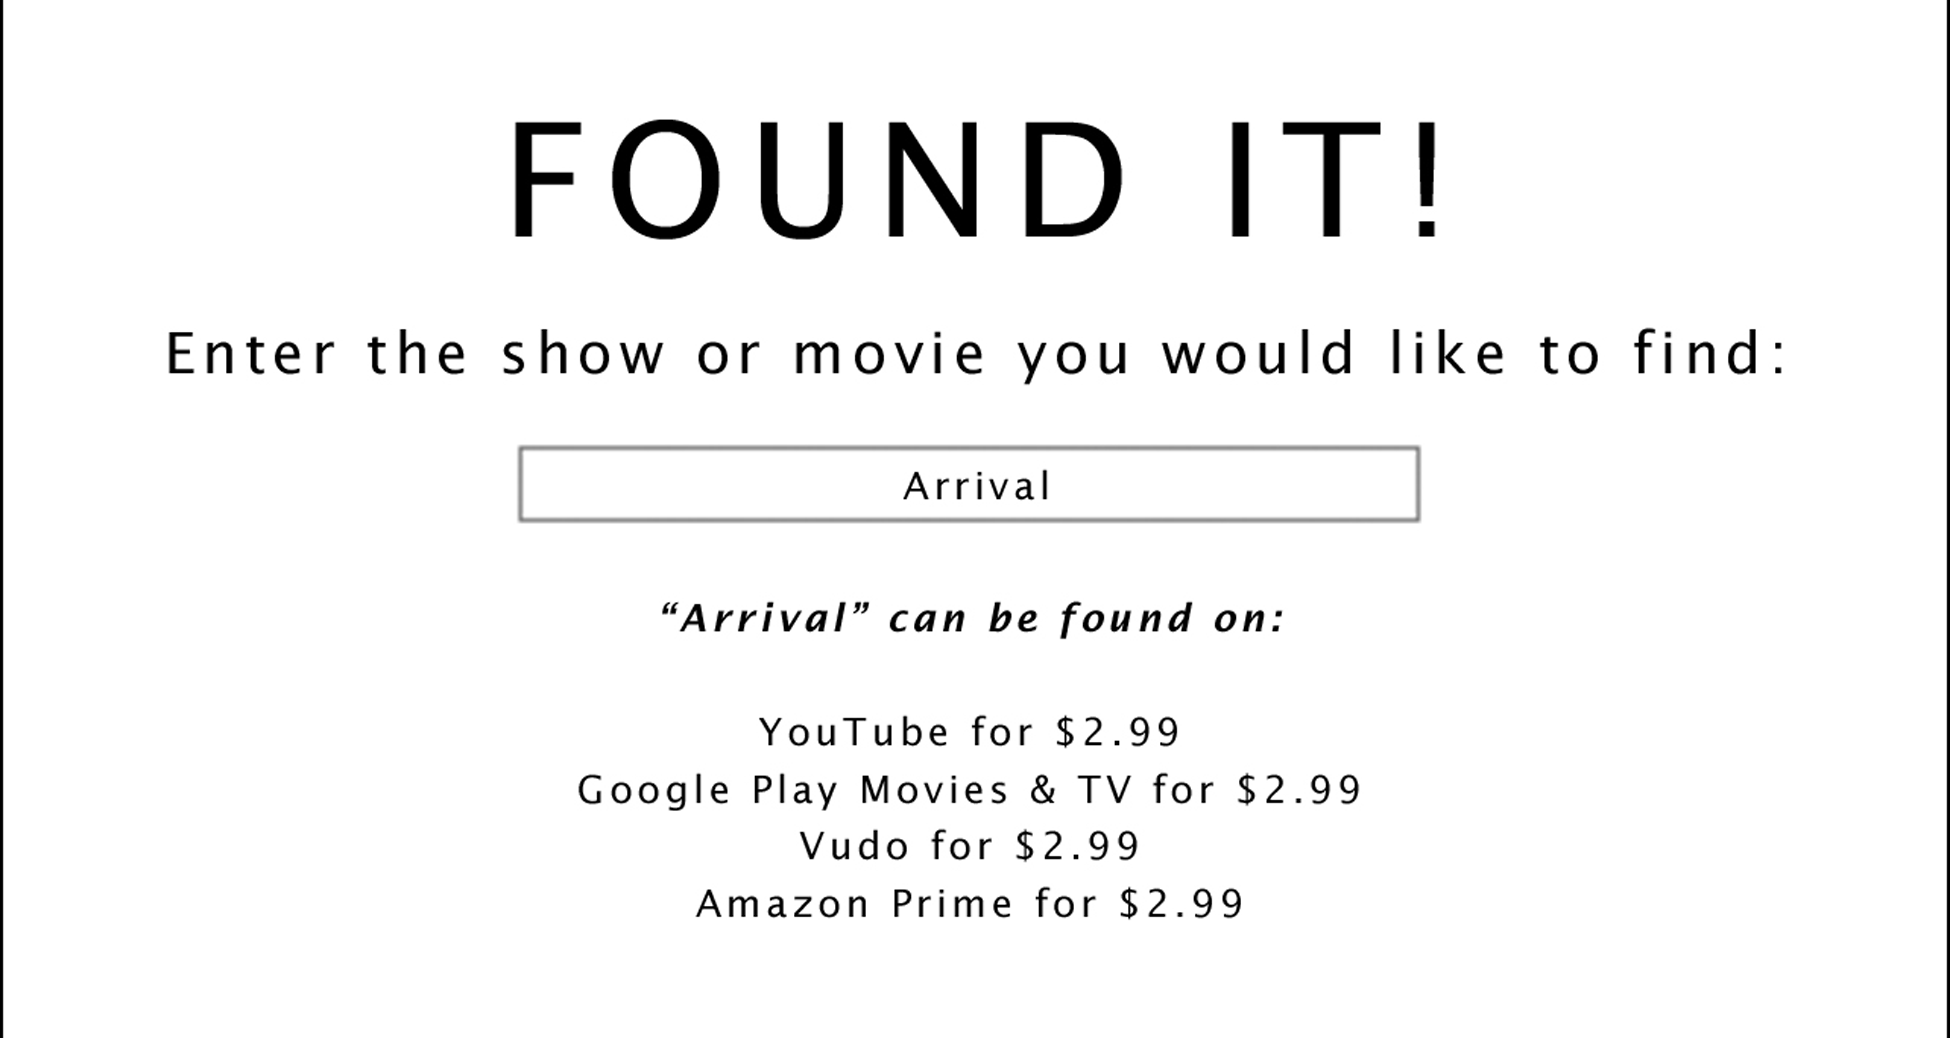 FOUND IT!
Enter the show or movie you would like to find:
Arrival
“Arrival” can be found on:
YouTube for $2.99
Google Play Movies & TV for $2.99
Vudo for $2.99
Amazon Prime for $2.99